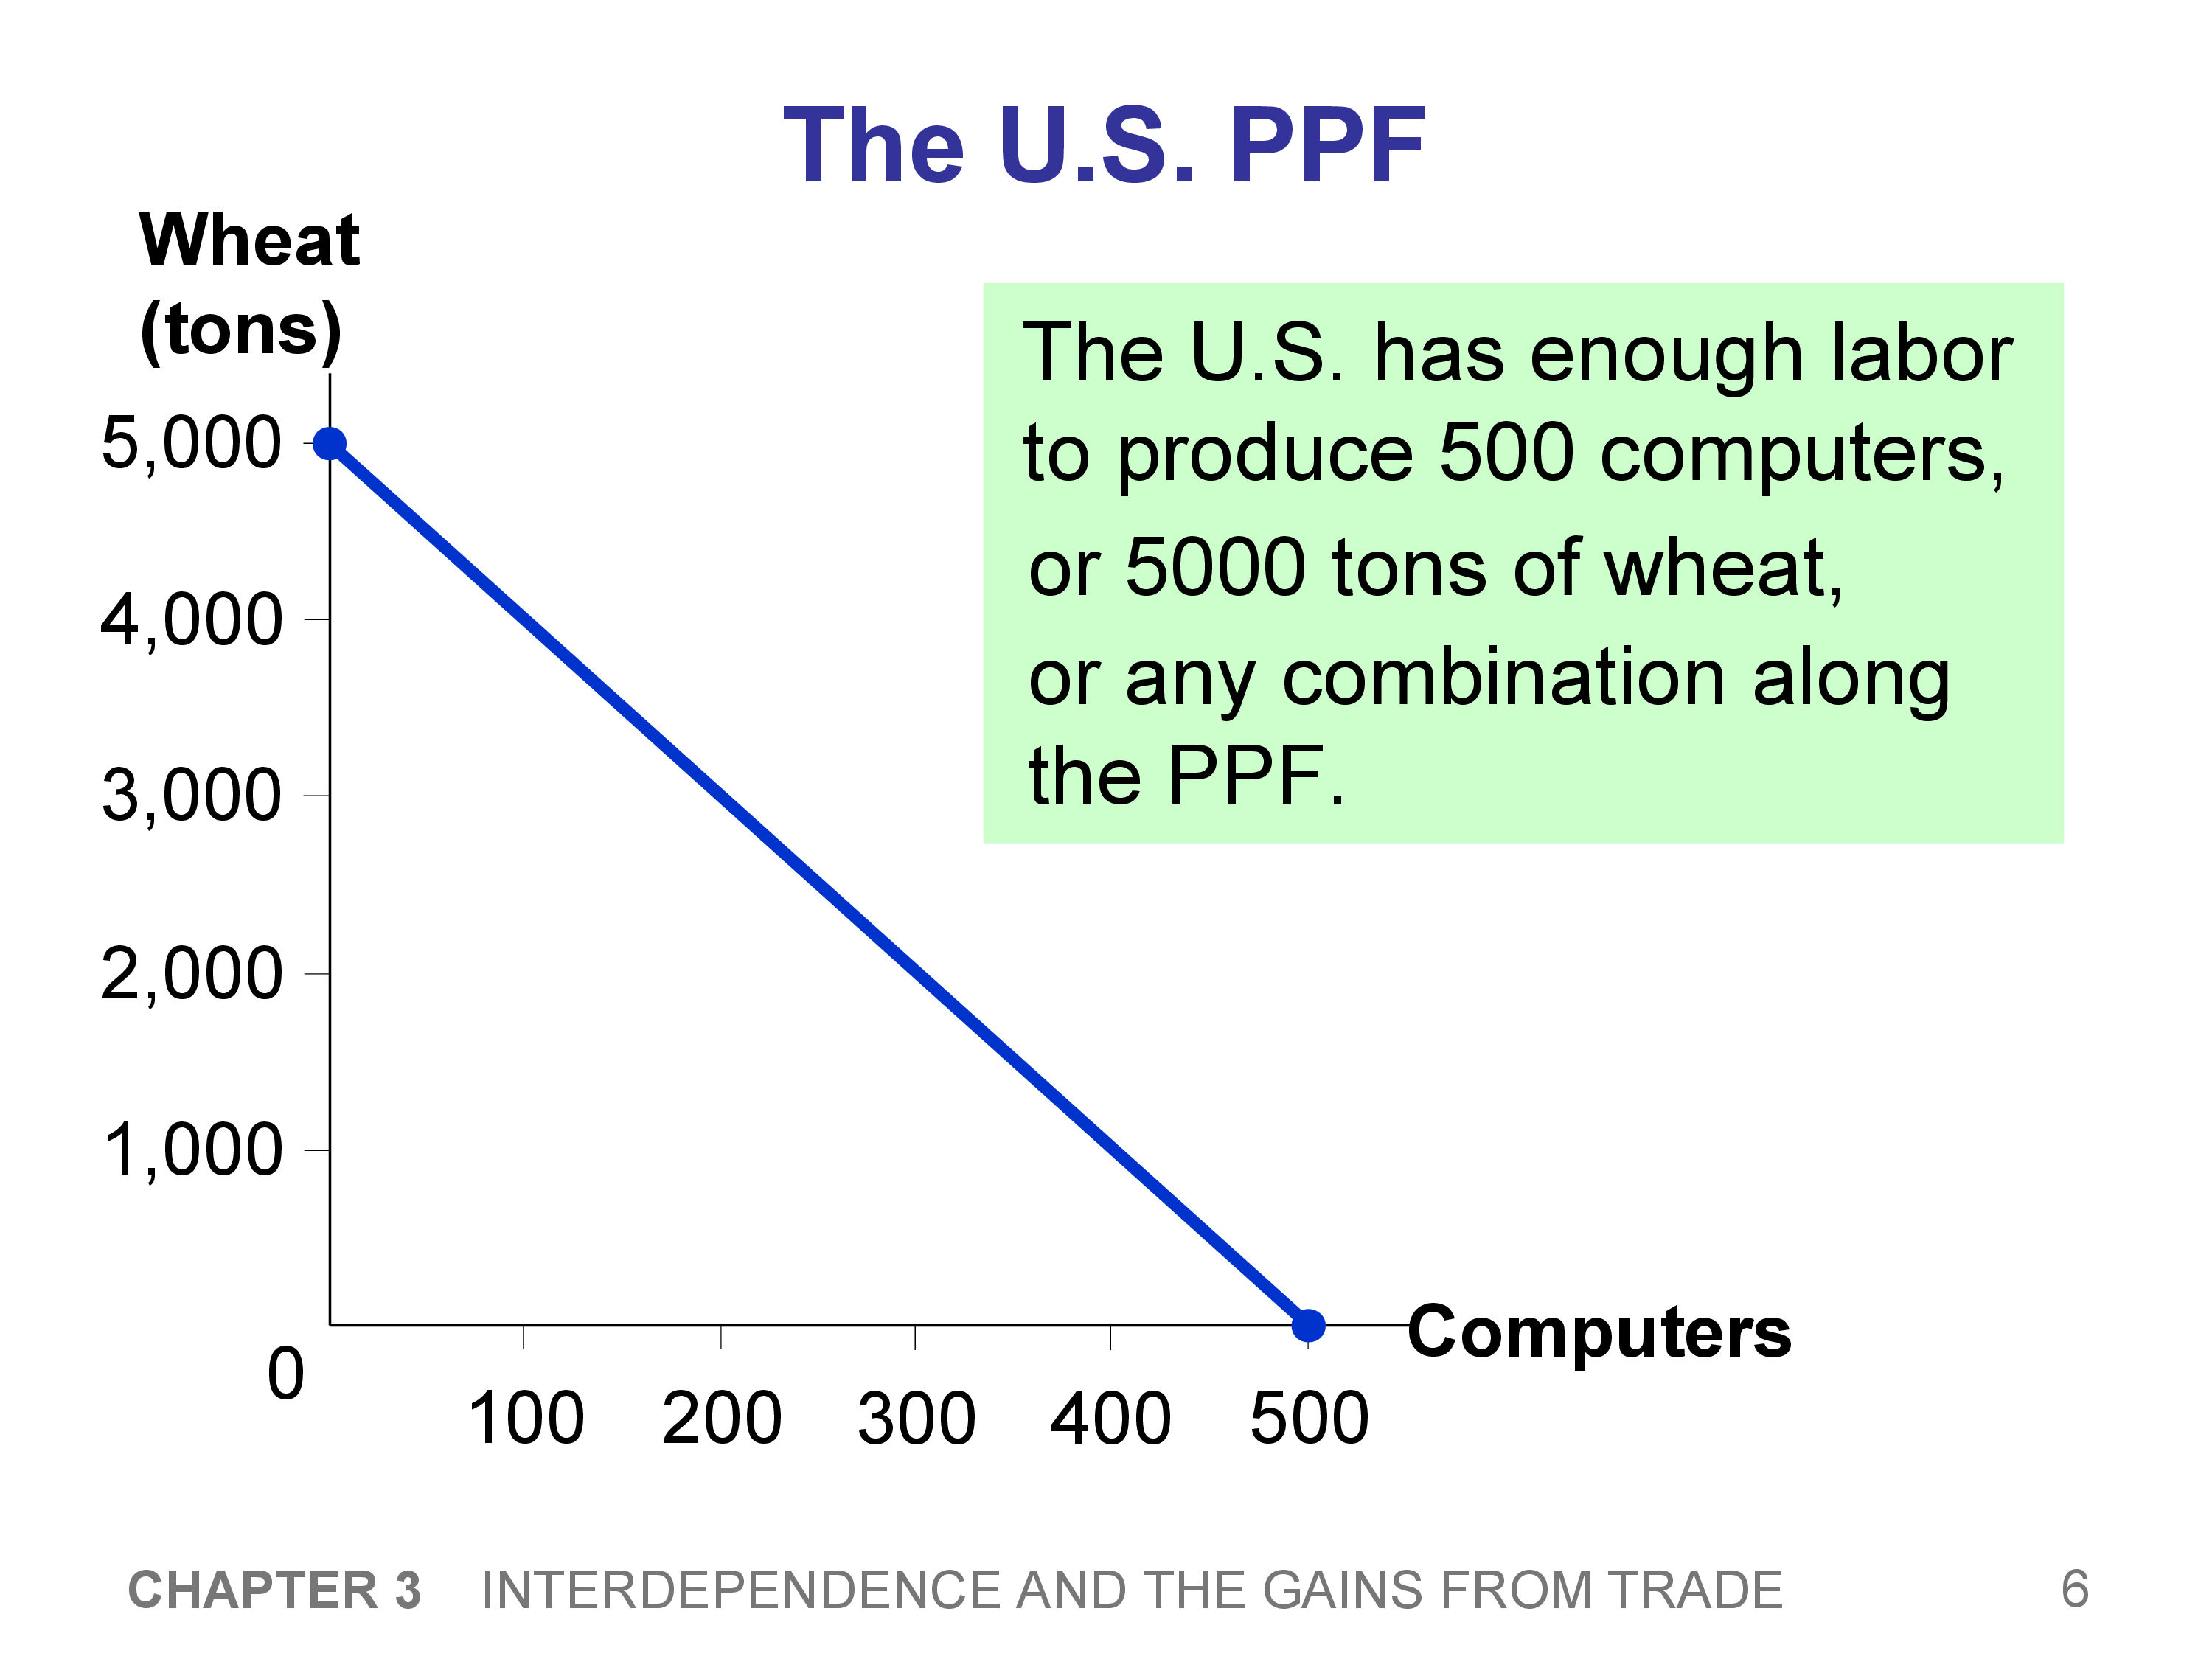 The U.S. PPF
Wheat
(tons)
The U.S. has enough labor
to produce 500 computers,
or 5000 tons of wheat,
or any combination along
the PPF.
5,000
4,000
3,000
2,000
1,000
0
Computers
100 200 300 400 500
CHAPTER 3 INTERDEPENDENCE AND THE GAINS FROM TRADE 6